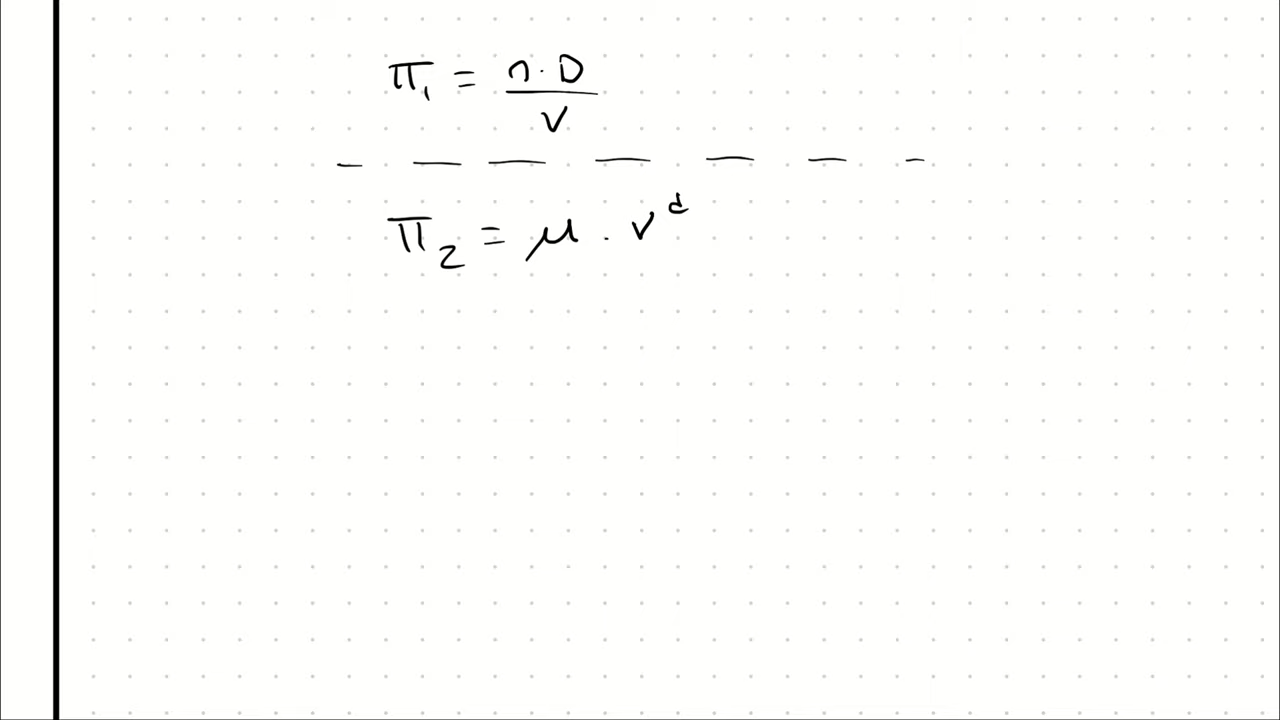 π₁ = n·D / V
π₂ = μ · V^d